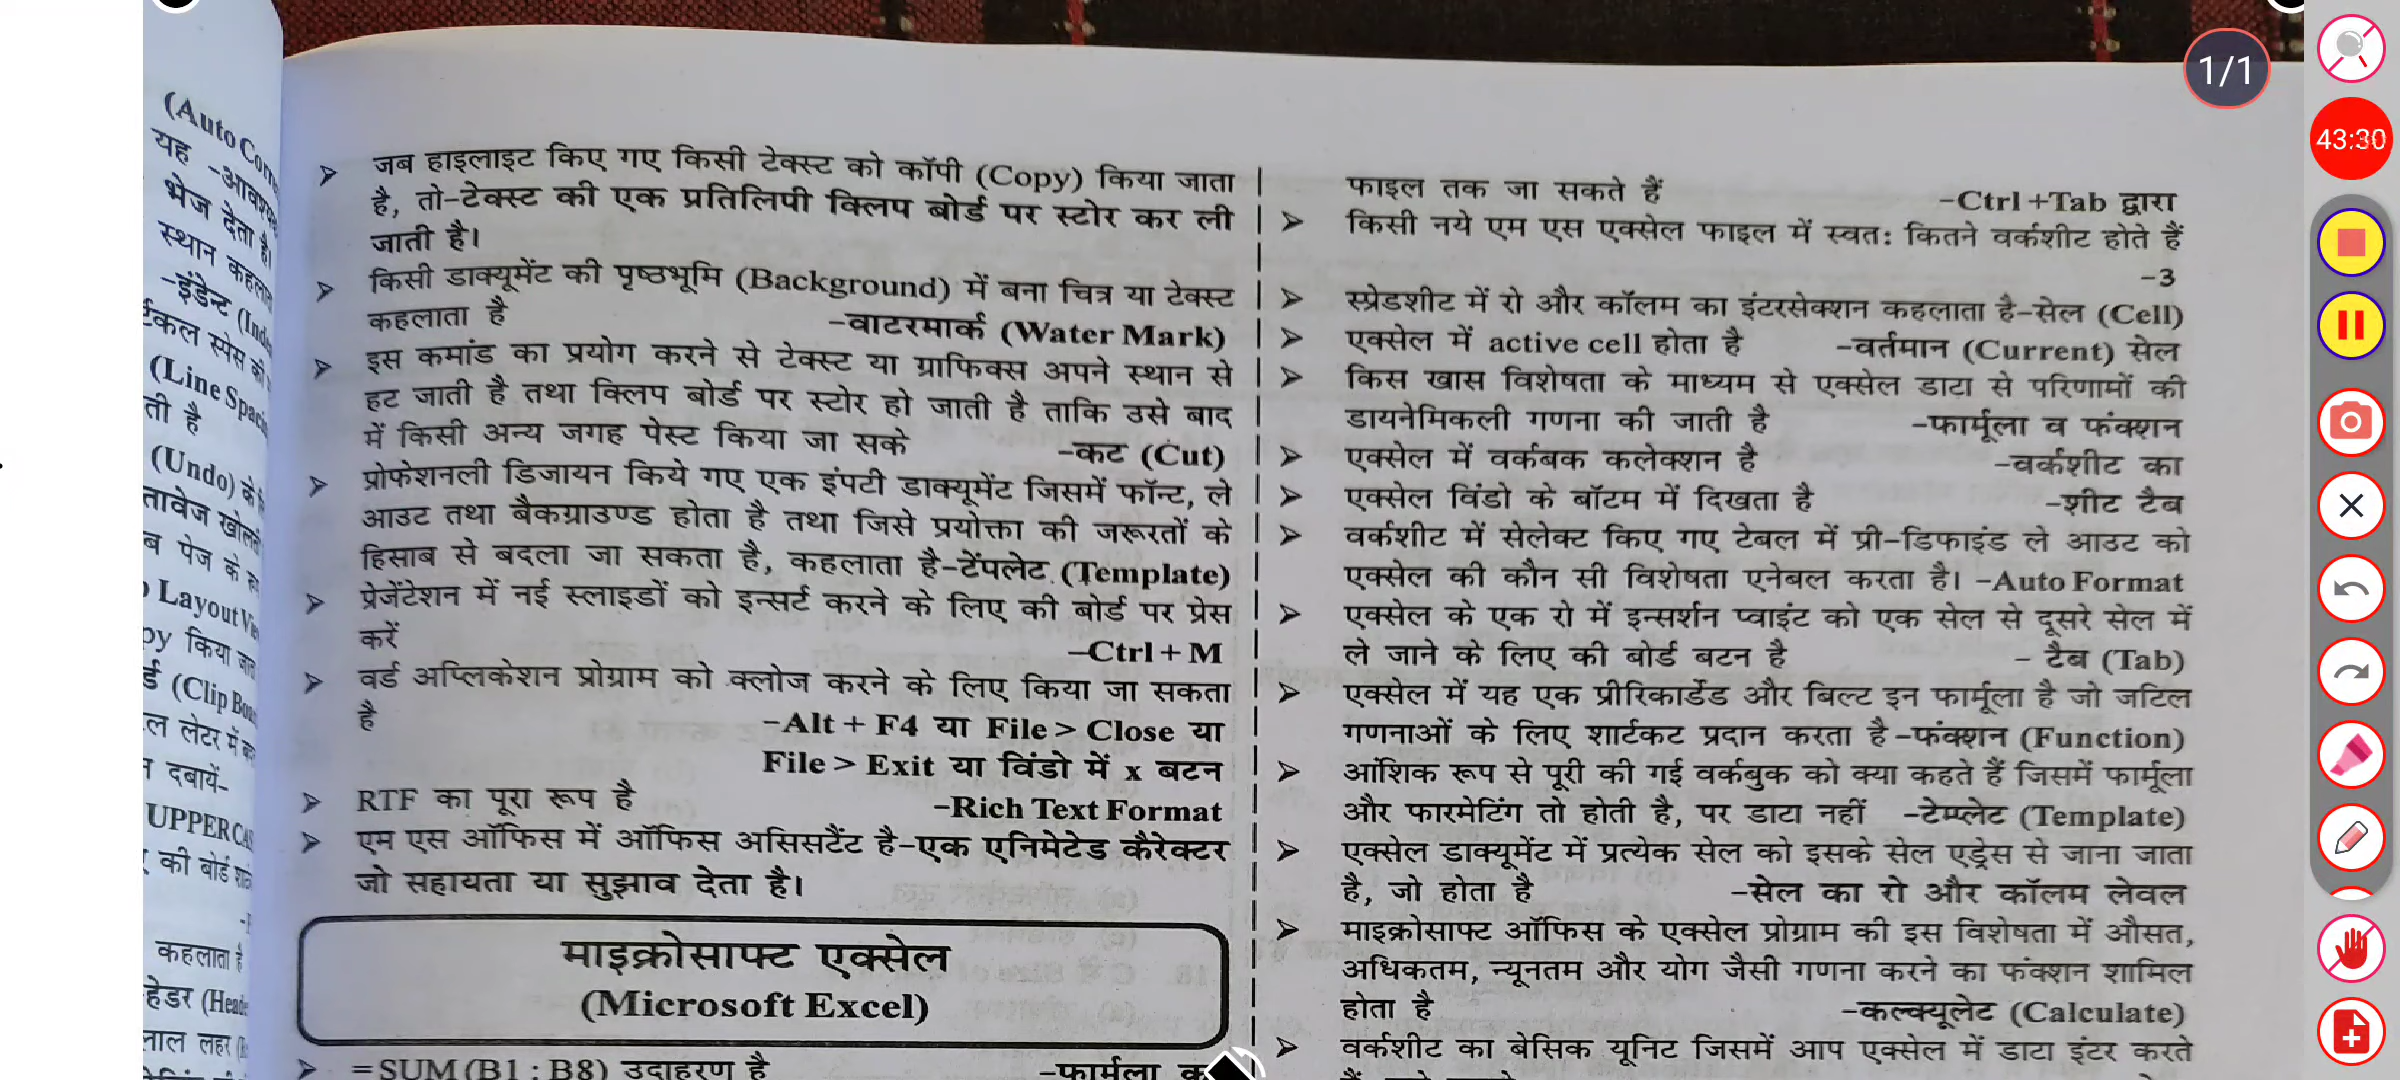 जब हाइलाइट किए गए किसी टेक्स्ट को कॉपी (Copy) किया जाता
है, तो-टेक्स्ट की एक प्रतिलिपी क्लिप बोर्ड पर स्टोर कर ली
जाती है।
किसी डाक्यूमेंट की पृष्ठभूमि (Background) में बना चित्र या टेक्स्ट
कहलाता है -वाटरमार्क (Water Mark)
इस कमांड का प्रयोग करने से टेक्स्ट या ग्राफिक्स अपने स्थान से
हट जाती है तथा क्लिप बोर्ड पर स्टोर हो जाती है ताकि उसे बाद
में किसी अन्य जगह पेस्ट किया जा सके -कट (Cut)
प्रोफेशनली डिजायन किये गए एक इंपटी डाक्यूमेंट जिसमें फॉन्ट, ले
आउट तथा बैकग्राउण्ड होता है तथा जिसे प्रयोक्ता की जरूरतों के
हिसाब से बदला जा सकता है, कहलाता है-टेंपलेट (Template)
प्रेजेंटेशन में नई स्लाइडों को इन्सर्ट करने के लिए की बोर्ड पर प्रेस
करें -Ctrl + M
वर्ड अप्लिकेशन प्रोग्राम को क्लोज करने के लिए किया जा सकता
है -Alt + F4 या File > Close या
File > Exit या विंडो में x बटन
RTF का पूरा रूप है -Rich Text Format
एम एस ऑफिस में ऑफिस असिसटैंट है-एक एनिमेटेड कैरेक्टर
जो सहायता या सुझाव देता है।
माइक्रोसाफ्ट एक्सेल
(Microsoft Excel)
= SUM (B1 : B8) उदाहरण है -फार्मूला
फाइल तक जा सकते हैं -Ctrl +Tab द्वारा
किसी नये एम एस एक्सेल फाइल में स्वतः कितने वर्कशीट होते हैं
-3
स्प्रेडशीट में रो और कॉलम का इंटरसेक्शन कहलाता है-सेल (Cell)
एक्सेल में active cell होता है -वर्तमान (Current) सेल
किस खास विशेषता के माध्यम से एक्सेल डाटा से परिणामों की
डायनेमिकली गणना की जाती है -फार्मूला व फंक्शन
एक्सेल में वर्कबक कलेक्शन है -वर्कशीट का
एक्सेल विंडो के बॉटम में दिखता है -शीट टैब
वर्कशीट में सेलेक्ट किए गए टेबल में प्री-डिफाइंड ले आउट को
एक्सेल की कौन सी विशेषता एनेबल करता है। -Auto Format
एक्सेल के एक रो में इन्सर्शन प्वाइंट को एक सेल से दूसरे सेल में
ले जाने के लिए की बोर्ड बटन है - टैब (Tab)
एक्सेल में यह एक प्रीरिकार्डेड और बिल्ट इन फार्मूला है जो जटिल
गणनाओं के लिए शार्टकट प्रदान करता है -फंक्शन (Function)
आंशिक रूप से पूरी की गई वर्कबुक को क्या कहते हैं जिसमें फार्मूला
और फारमेटिंग तो होती है, पर डाटा नहीं -टेम्प्लेट (Template)
एक्सेल डाक्यूमेंट में प्रत्येक सेल को इसके सेल एड्रेस से जाना जाता
है, जो होता है -सेल का रो और कॉलम लेवल
माइक्रोसाफ्ट ऑफिस के एक्सेल प्रोग्राम की इस विशेषता में औसत,
अधिकतम, न्यूनतम और योग जैसी गणना करने का फंक्शन शामिल
होता है -कल्क्यूलेट (Calculate)
वर्कशीट का बेसिक यूनिट जिसमें आप एक्सेल में डाटा इंटर करते
1/1
43:30